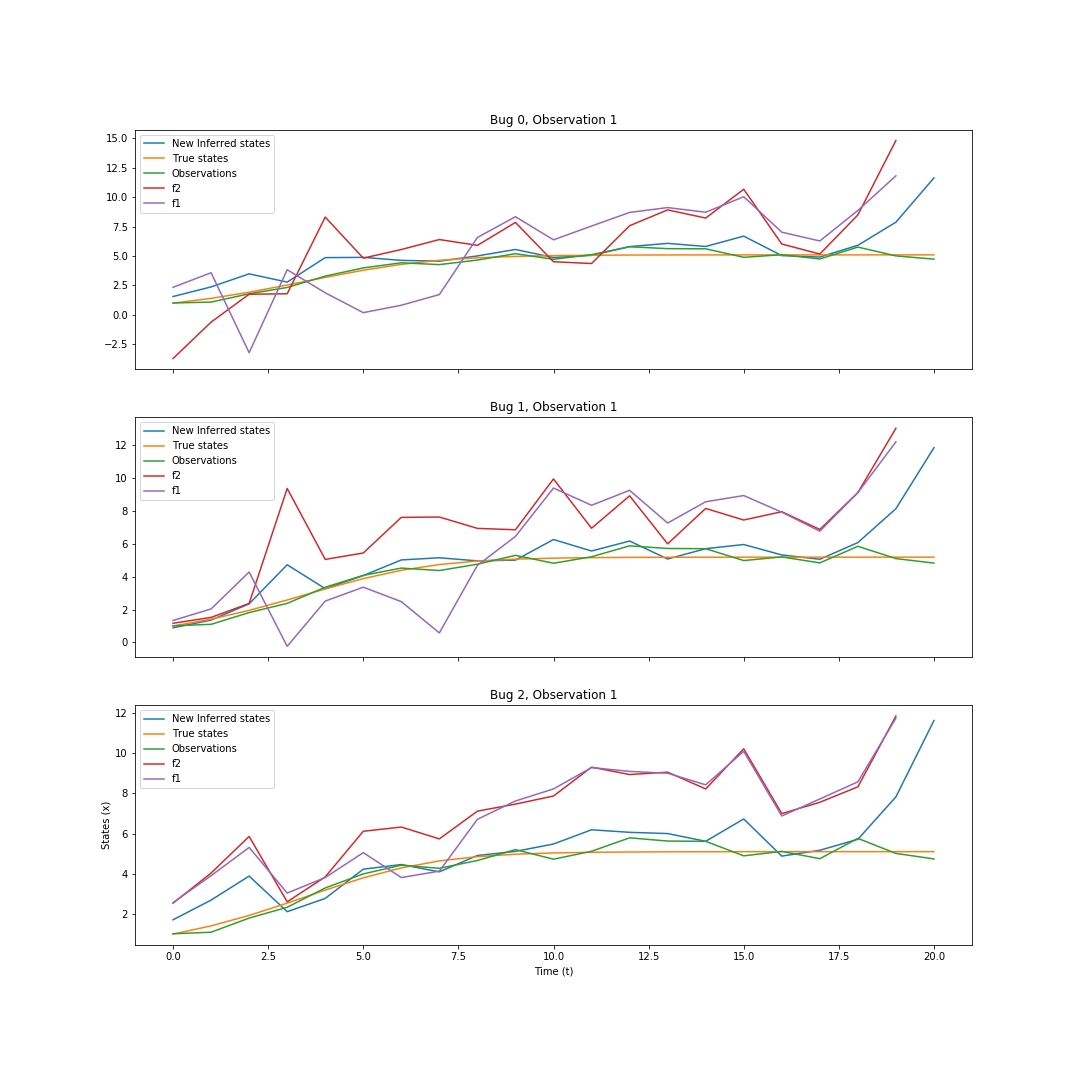 Bug 0, Observation 1
15.0
12.5
10.0
7.5
5.0
2.5
0.0
−2.5
New Inferred states
True states
Observations
f2
f1
Bug 1, Observation 1
12
10
8
6
4
2
0
New Inferred states
True states
Observations
f2
f1
Bug 2, Observation 1
12
10
8
6
4
2
States (x)
New Inferred states
True states
Observations
f2
f1
0.0 2.5 5.0 7.5 10.0 12.5 15.0 17.5 20.0
Time (t)